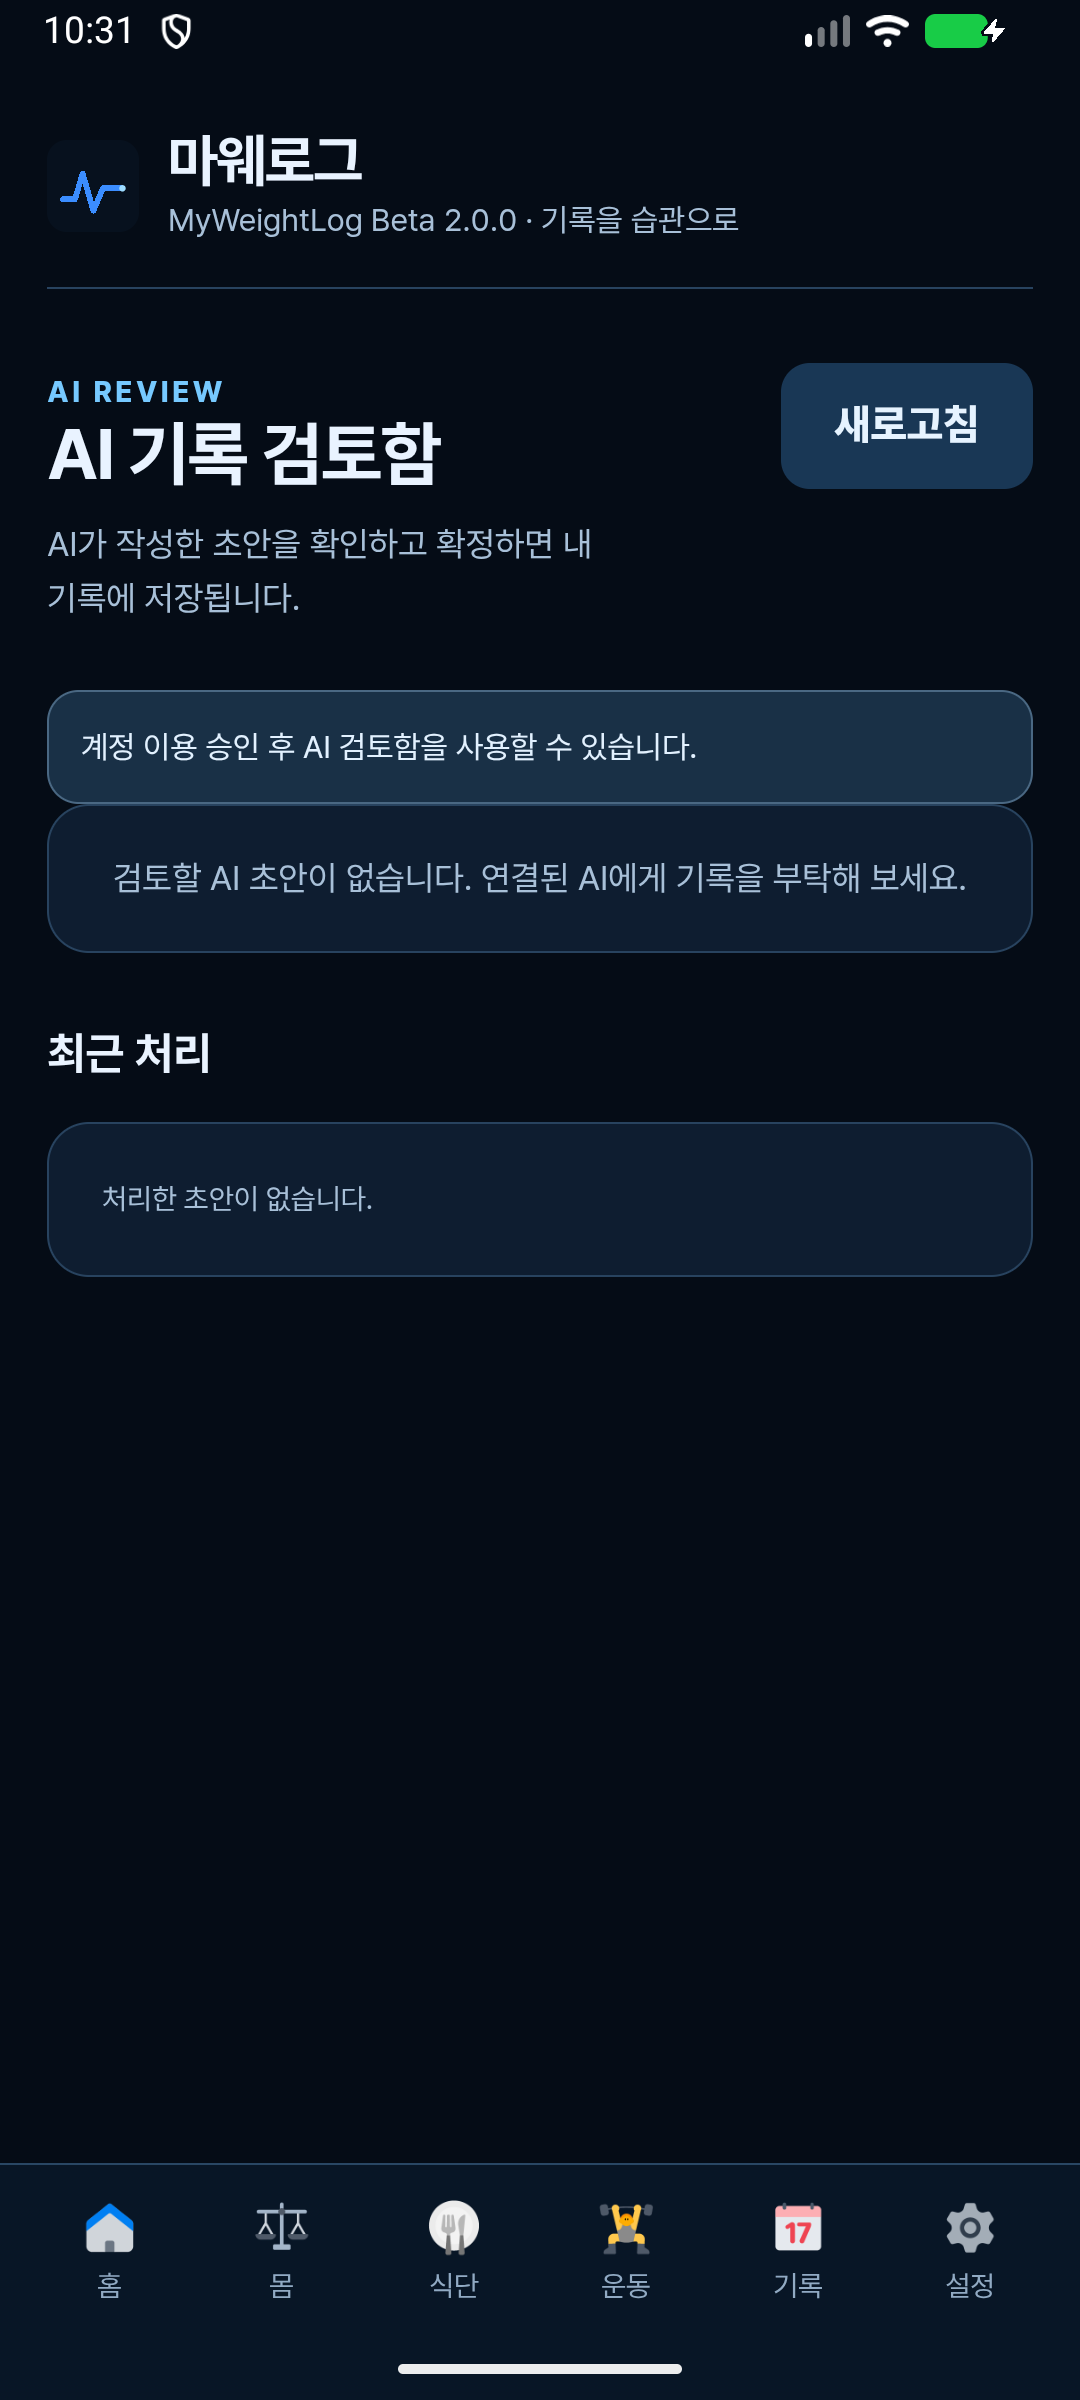 10:31
마웨로그
MyWeightLog Beta 2.0.0 · 기록을 습관으로
AI REVIEW
AI 기록 검토함
새로고침
AI가 작성한 초안을 확인하고 확정하면 내
기록에 저장됩니다.
계정 이용 승인 후 AI 검토함을 사용할 수 있습니다.
검토할 AI 초안이 없습니다. 연결된 AI에게 기록을 부탁해 보세요.
최근 처리
처리한 초안이 없습니다.
17
홈 몸 식단 운동 기록 설정